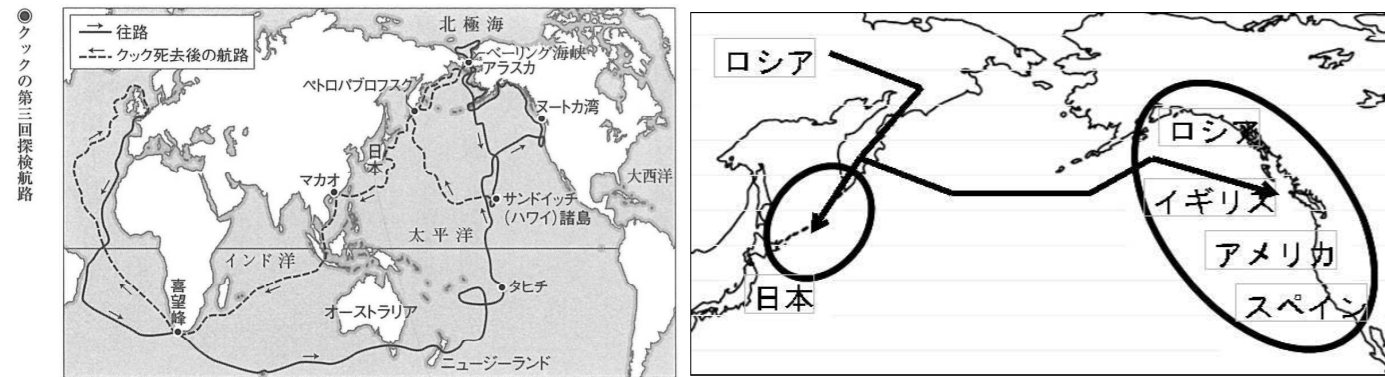 ◉クックの第三回探検航路
往路
クック死去後の航路
北極海
ベーリング海峡
アラスカ
ペトロパブロフスク
ヌートカ湾
日本
マカオ
大西洋
サンドイッチ
(ハワイ)諸島
太平洋
インド洋
喜望峰
タヒチ
オーストラリア
ニュージーランド
ロシア
ロシア
イギリス
アメリカ
スペイン
日本